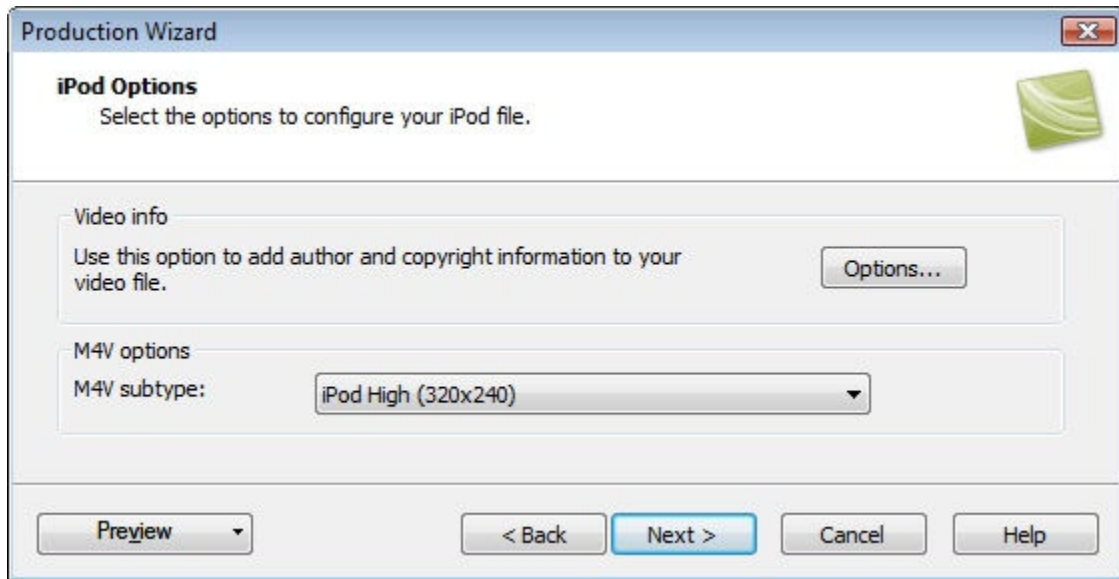 Production Wizard
iPod Options
Select the options to configure your iPod file.
Video info
Use this option to add author and copyright information to your
video file.
Options...
M4V options
M4V subtype:
iPod High (320x240)
Preview
< Back
Next >
Cancel
Help